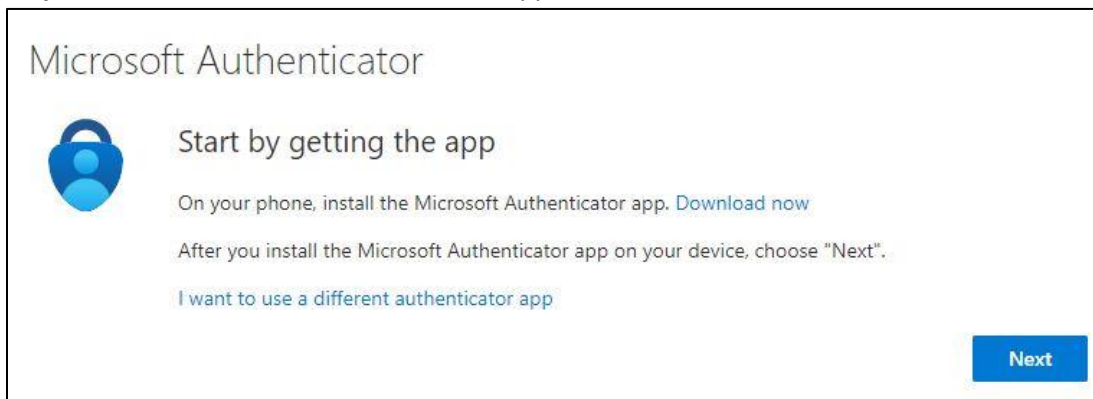 Microsoft Authenticator
Start by getting the app
On your phone, install the Microsoft Authenticator app. Download now
After you install the Microsoft Authenticator app on your device, choose "Next".
I want to use a different authenticator app
Next